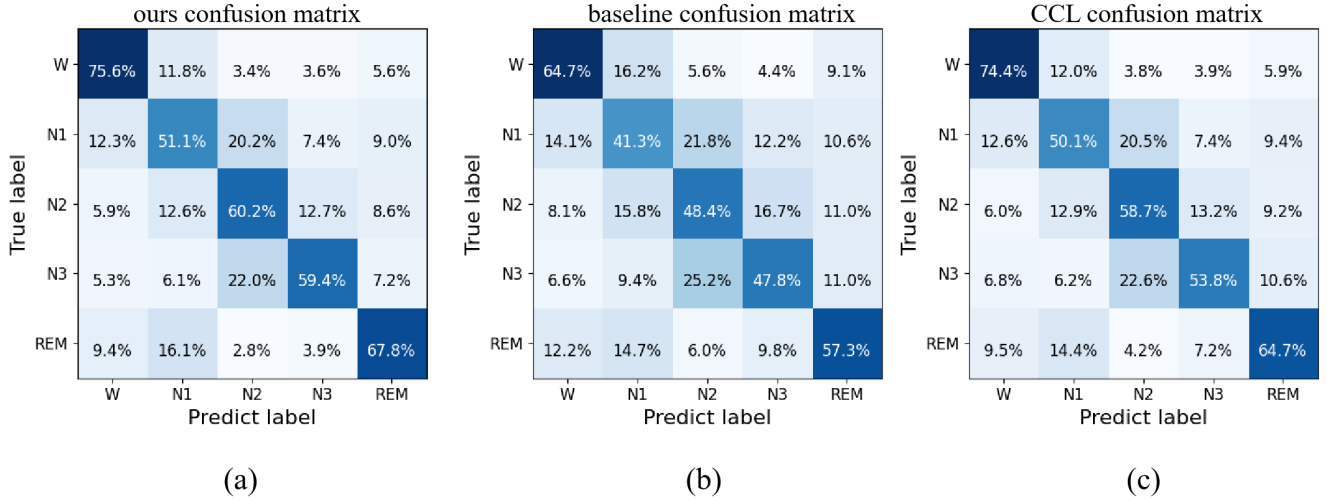 ours confusion matrix
baseline confusion matrix
CCL confusion matrix
True label
W 75.6% 11.8% 3.4% 3.6% 5.6%
N1 12.3% 51.1% 20.2% 7.4% 9.0%
N2 5.9% 12.6% 60.2% 12.7% 8.6%
N3 5.3% 6.1% 22.0% 59.4% 7.2%
REM 9.4% 16.1% 2.8% 3.9% 67.8%
W N1 N2 N3 REM
Predict label
(a)
True label
W 64.7% 16.2% 5.6% 4.4% 9.1%
N1 14.1% 41.3% 21.8% 12.2% 10.6%
N2 8.1% 15.8% 48.4% 16.7% 11.0%
N3 6.6% 9.4% 25.2% 47.8% 11.0%
REM 12.2% 14.7% 6.0% 9.8% 57.3%
W N1 N2 N3 REM
Predict label
(b)
True label
W 74.4% 12.0% 3.8% 3.9% 5.9%
N1 12.6% 50.1% 20.5% 7.4% 9.4%
N2 6.0% 12.9% 58.7% 13.2% 9.2%
N3 6.8% 6.2% 22.6% 53.8% 10.6%
REM 9.5% 14.4% 4.2% 7.2% 64.7%
W N1 N2 N3 REM
Predict label
(c)